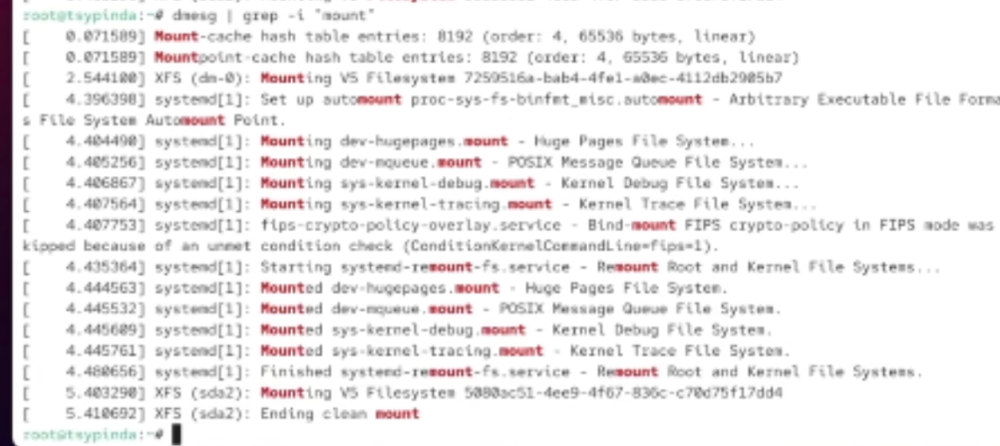 root@tsypinda:~# dmesg | grep -i "mount"
[    0.071589] Mount-cache hash table entries: 8192 (order: 4, 65536 bytes, linear)
[    0.071589] Mountpoint-cache hash table entries: 8192 (order: 4, 65536 bytes, linear)
[    2.544100] XFS (dm-0): Mounting V5 Filesystem 7259516a-bab4-4fe1-a0ec-4112db2905b7
[    4.396398] systemd[1]: Set up automount proc-sys-fs-binfmt_misc.automount - Arbitrary Executable File Forma
s File System Automount Point.
[    4.404490] systemd[1]: Mounting dev-hugepages.mount - Huge Pages File System...
[    4.405256] systemd[1]: Mounting dev-mqueue.mount - POSIX Message Queue File System...
[    4.406867] systemd[1]: Mounting sys-kernel-debug.mount - Kernel Debug File System...
[    4.407564] systemd[1]: Mounting sys-kernel-tracing.mount - Kernel Trace File System...
[    4.407753] systemd[1]: fips-crypto-policy-overlay.service - Bind-mount FIPS crypto-policy in FIPS mode was
kipped because of an unmet condition check (ConditionKernelCommandLine=fips=1).
[    4.435364] systemd[1]: Starting systemd-remount-fs.service - Remount Root and Kernel File Systems...
[    4.444563] systemd[1]: Mounted dev-hugepages.mount - Huge Pages File System.
[    4.445532] systemd[1]: Mounted dev-mqueue.mount - POSIX Message Queue File System.
[    4.445609] systemd[1]: Mounted sys-kernel-debug.mount - Kernel Debug File System.
[    4.445761] systemd[1]: Mounted sys-kernel-tracing.mount - Kernel Trace File System.
[    4.480656] systemd[1]: Finished systemd-remount-fs.service - Remount Root and Kernel File Systems.
[    5.403290] XFS (sda2): Mounting V5 Filesystem 5080ac51-4ee9-4f67-836c-c70d75f17dd4
[    5.410692] XFS (sda2): Ending clean mount
root@tsypinda:~#